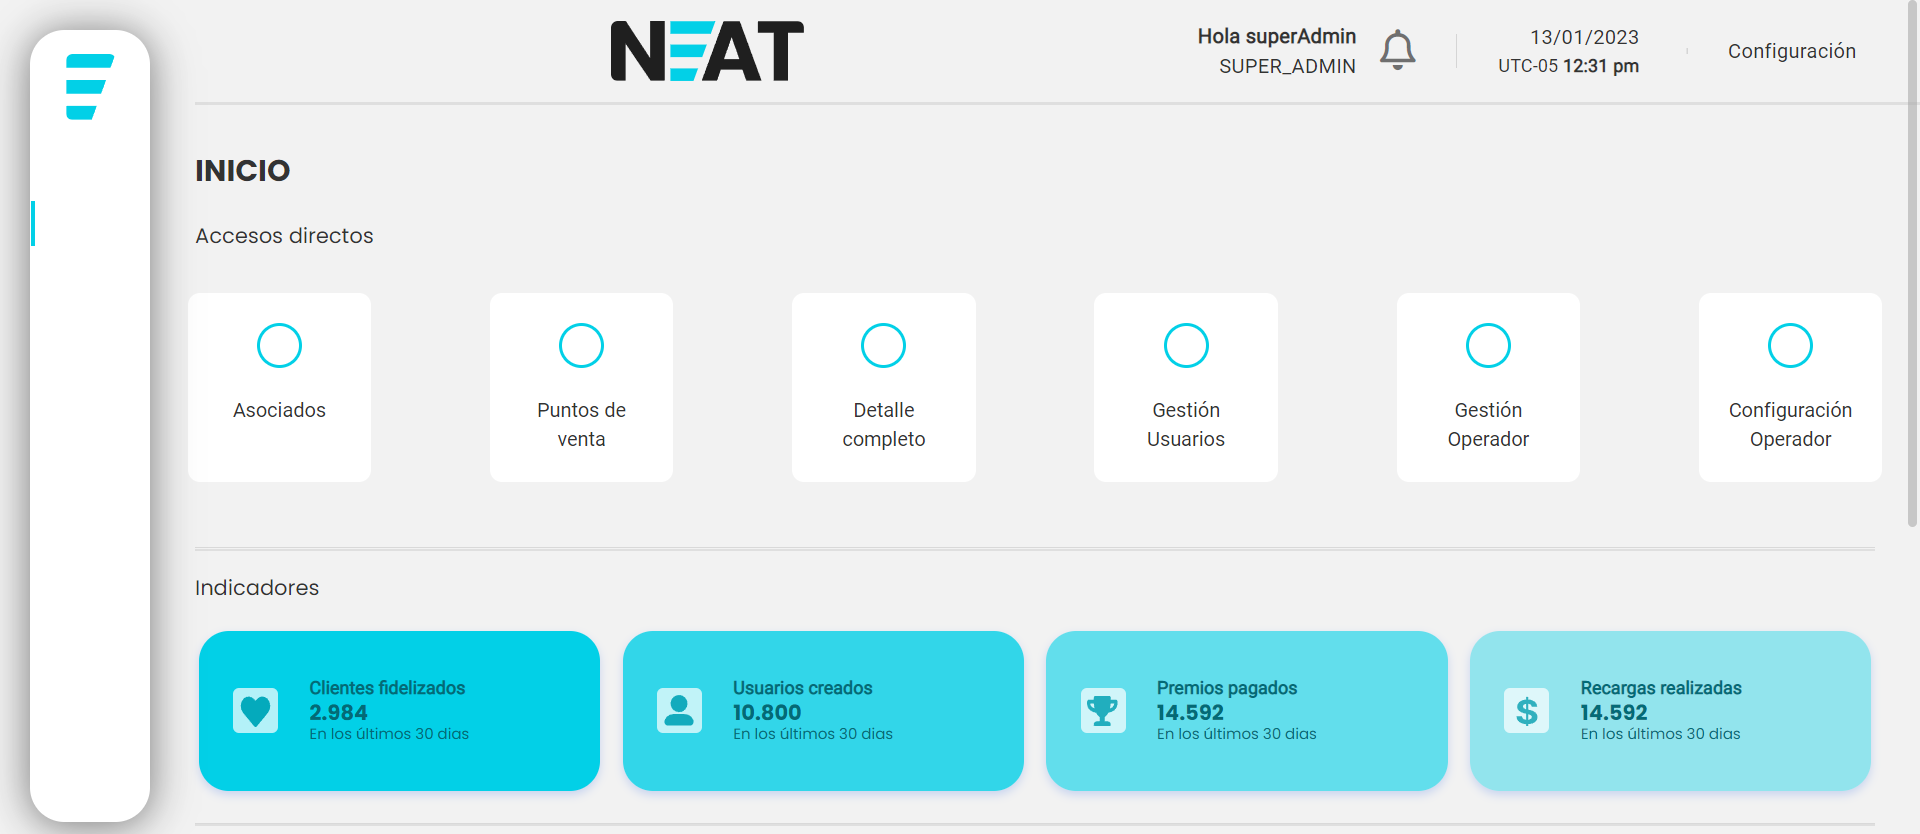 NEAT
Hola superAdmin
SUPER_ADMIN
13/01/2023
UTC-05 12:31 pm
Configuración
INICIO
Accesos directos
Asociados
Puntos de
venta
Detalle
completo
Gestión
Usuarios
Gestión
Operador
Configuración
Operador
Indicadores
Clientes fidelizados
2.984
En los últimos 30 dias
Usuarios creados
10.800
En los últimos 30 dias
Premios pagados
14.592
En los últimos 30 dias
Recargas realizadas
14.592
En los últimos 30 dias